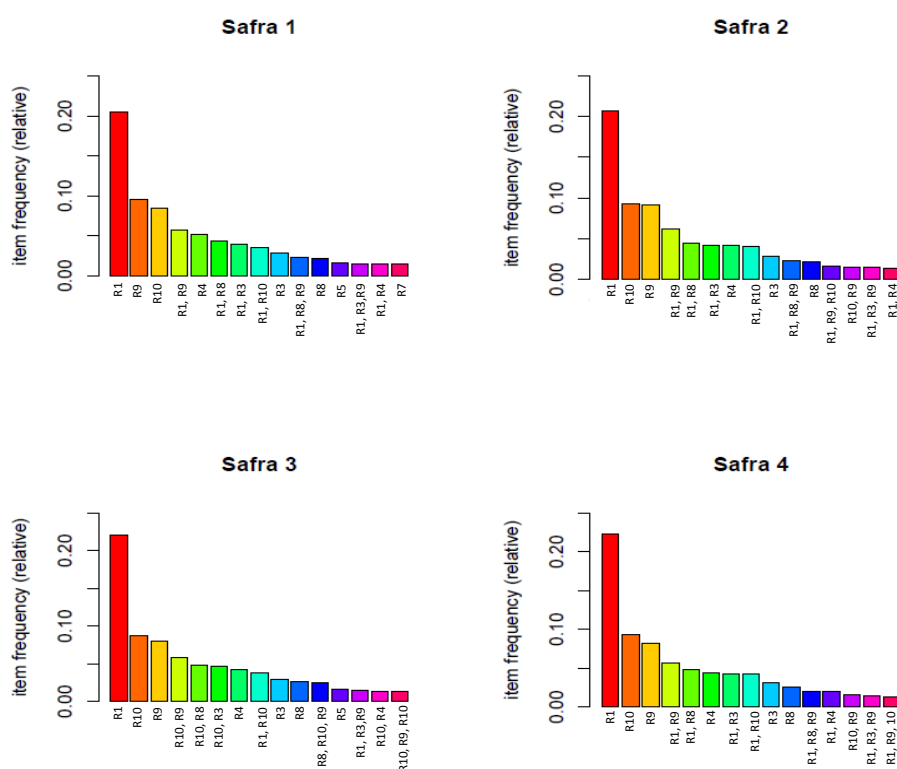 Safra 1
item frequency (relative)
0.20
0.10
0.00
R1
R9
R10
R1, R9
R4
R1, R8
R1, R3
R1, R10
R3
R1, R8, R9
R8
R5
R1, R3,R9
R1, R4
R7
Safra 2
item frequency (relative)
0.20
0.10
0.00
R1
R10
R9
R1, R9
R1, R8
R1, R3
R4
R1, R10
R3
R1, R8, R9
R8
R1, R9, R10
R10, R9
R1, R3, R9
R1, R4
Safra 3
item frequency (relative)
0.20
0.10
0.00
R1
R10
R9
R10, R9
R10, R8
R10, R3
R4
R1, R10
R3
R8
R8, R10, R9
R5
R1, R3,R9
R10, R4
R10, R9, R10
Safra 4
item frequency (relative)
0.20
0.10
0.00
R1
R10
R9
R1, R9
R1, R8
R4
R1, R3
R1, R10
R3
R8
R1, R8, R9
R1, R4
R10, R9
R1, R3, R9
R1, R9, 10